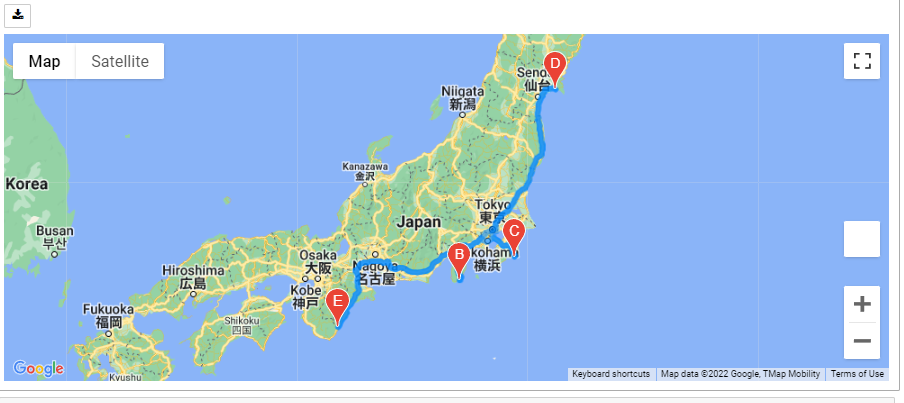 Map
Satellite
D
Send
仙台
Niigata
新潟
Kanazawa
金沢
Korea
Tokyo
東京
Japan
C
Busan
부산
B
kohama
横浜
Osaka
大阪
Nagoya
名古屋
Hiroshima
広島
Kobe
神戸
E
Fukuoka
福岡
Shikoku
四国
Kyushu
Google
Keyboard shortcuts
Map data ©2022 Google, TMap Mobility
Terms of Use